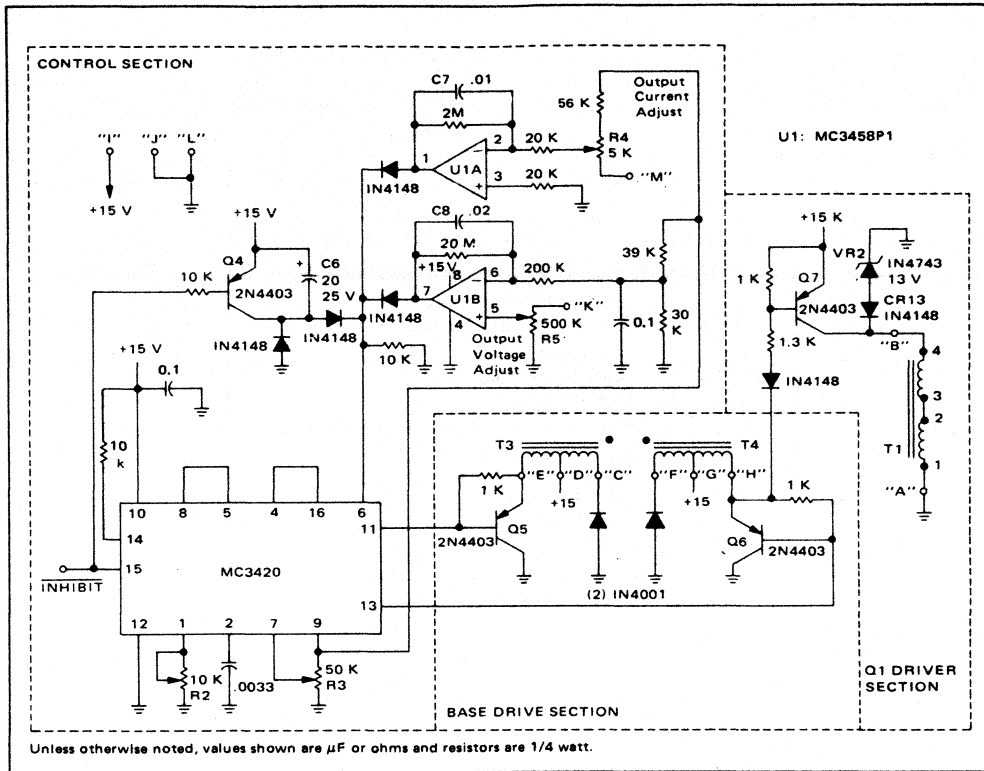 CONTROL SECTION
"I" "J" "L"
+15 V
C7 .01
2M
1 U1A 2 − 3 +
IN4148
20 K
20 K
56 K
Output Current Adjust
R4
5 K
"M"
U1: MC3458P1
+15 V
Q4
10 K
2N4403
+ C6
20
25 V
IN4148
IN4148
C8 .02
20 M
+15 V
8
7 U1B 6 − 5 +
4
IN4148
200 K
"K"
500 K
R5
Output Voltage Adjust
10 K
39 K
0.1
30 K
+15 K
VR2
IN4743
13 V
1 K
Q7
2N4403
CR13
IN4148
"B"
1.3 K
IN4148
4
3
2
1
T1
"A"
+15 V
0.1
10 k
10 8 5 4 16 6
14
15
11
13
MC3420
INHIBIT
12 1 2 7 9
10 K
R2
.0033
50 K
R3
T3
T4
"E" "D" "C"
"F" "G" "H"
+15
+15
1 K
1 K
Q5
2N4403
Q6
2N4403
(2) IN4001
BASE DRIVE SECTION
Q1 DRIVER SECTION
Unless otherwise noted, values shown are μF or ohms and resistors are 1/4 watt.